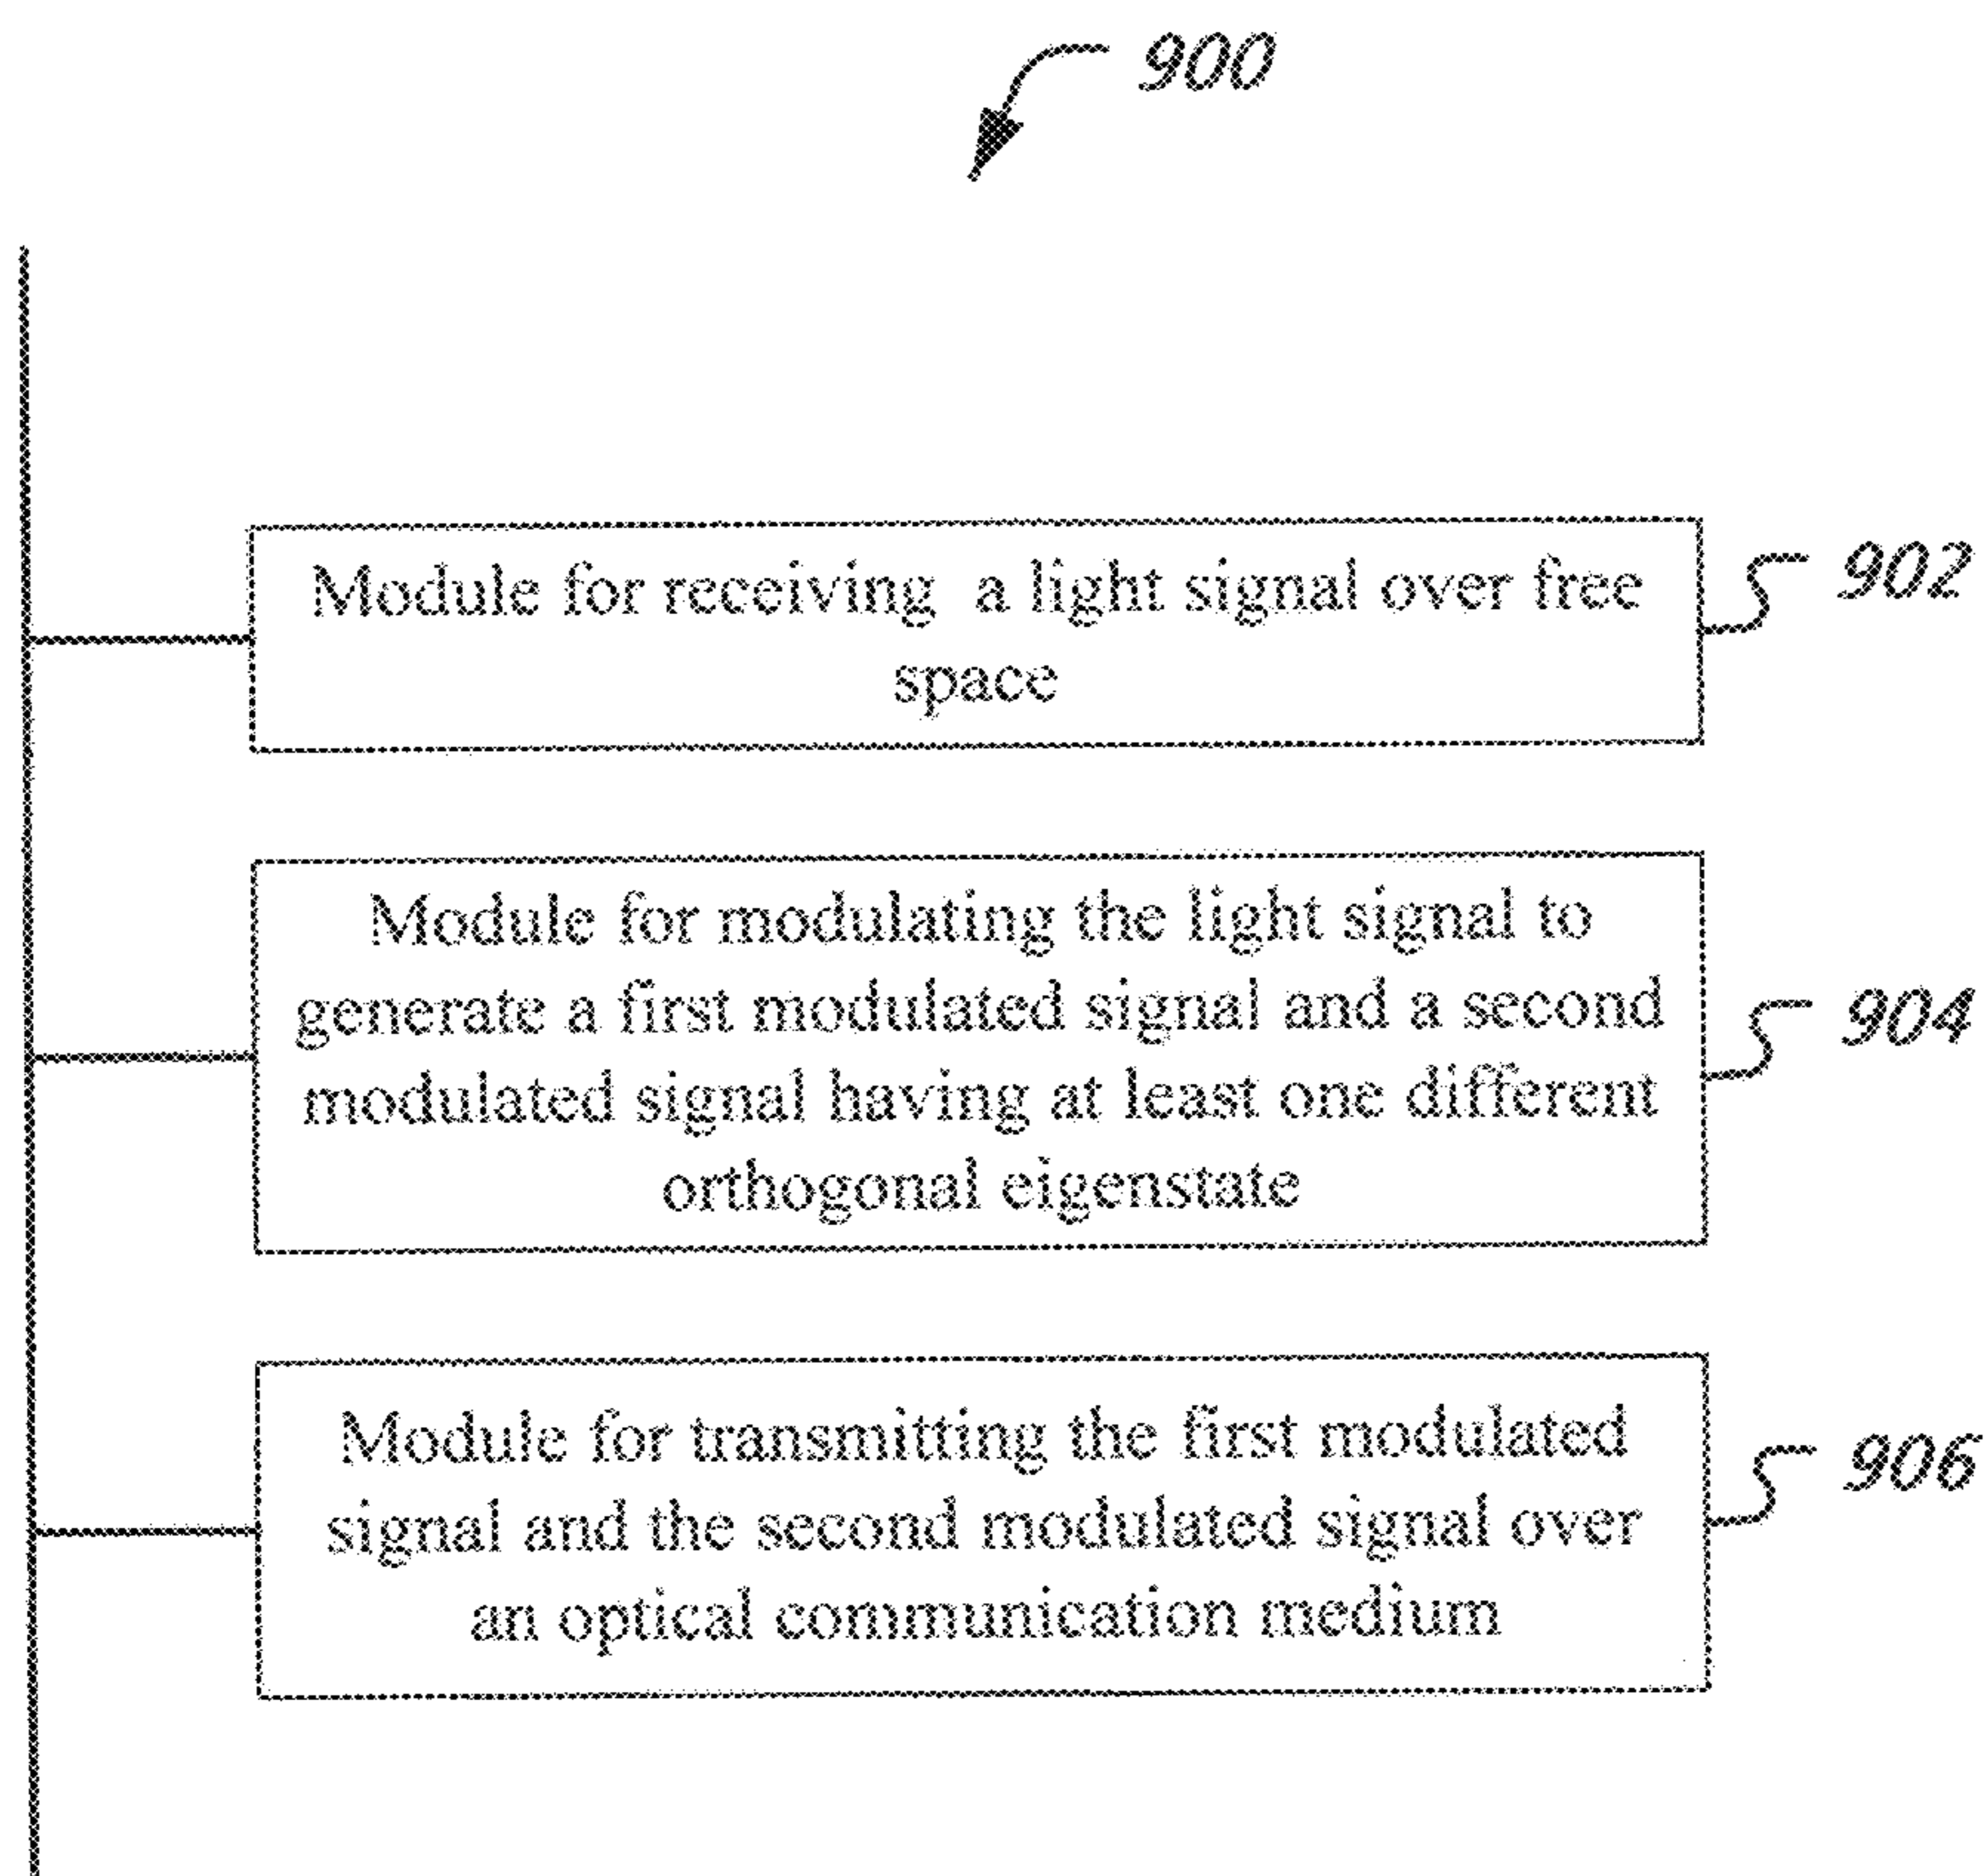 900
Module for receiving a light signal over free
space
902
Module for modulating the light signal to
generate a first modulated signal and a second
modulated signal having at least one different
orthogonal eigenstate
904
Module for transmitting the first modulated
signal and the second modulated signal over
an optical communication medium
906